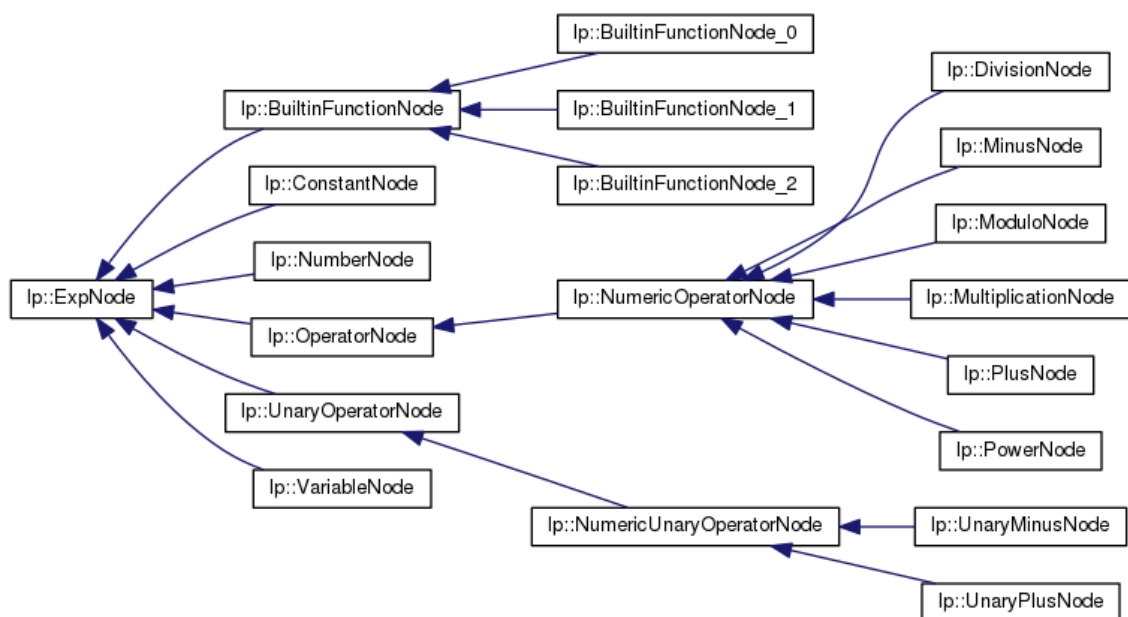 lp::BuiltinFunctionNode_0
lp::DivisionNode
lp::BuiltinFunctionNode
lp::BuiltinFunctionNode_1
lp::MinusNode
lp::ConstantNode
lp::BuiltinFunctionNode_2
lp::ModuloNode
lp::NumberNode
lp::ExpNode
lp::NumericOperatorNode
lp::MultiplicationNode
lp::OperatorNode
lp::PlusNode
lp::UnaryOperatorNode
lp::PowerNode
lp::VariableNode
lp::NumericUnaryOperatorNode
lp::UnaryMinusNode
lp::UnaryPlusNode